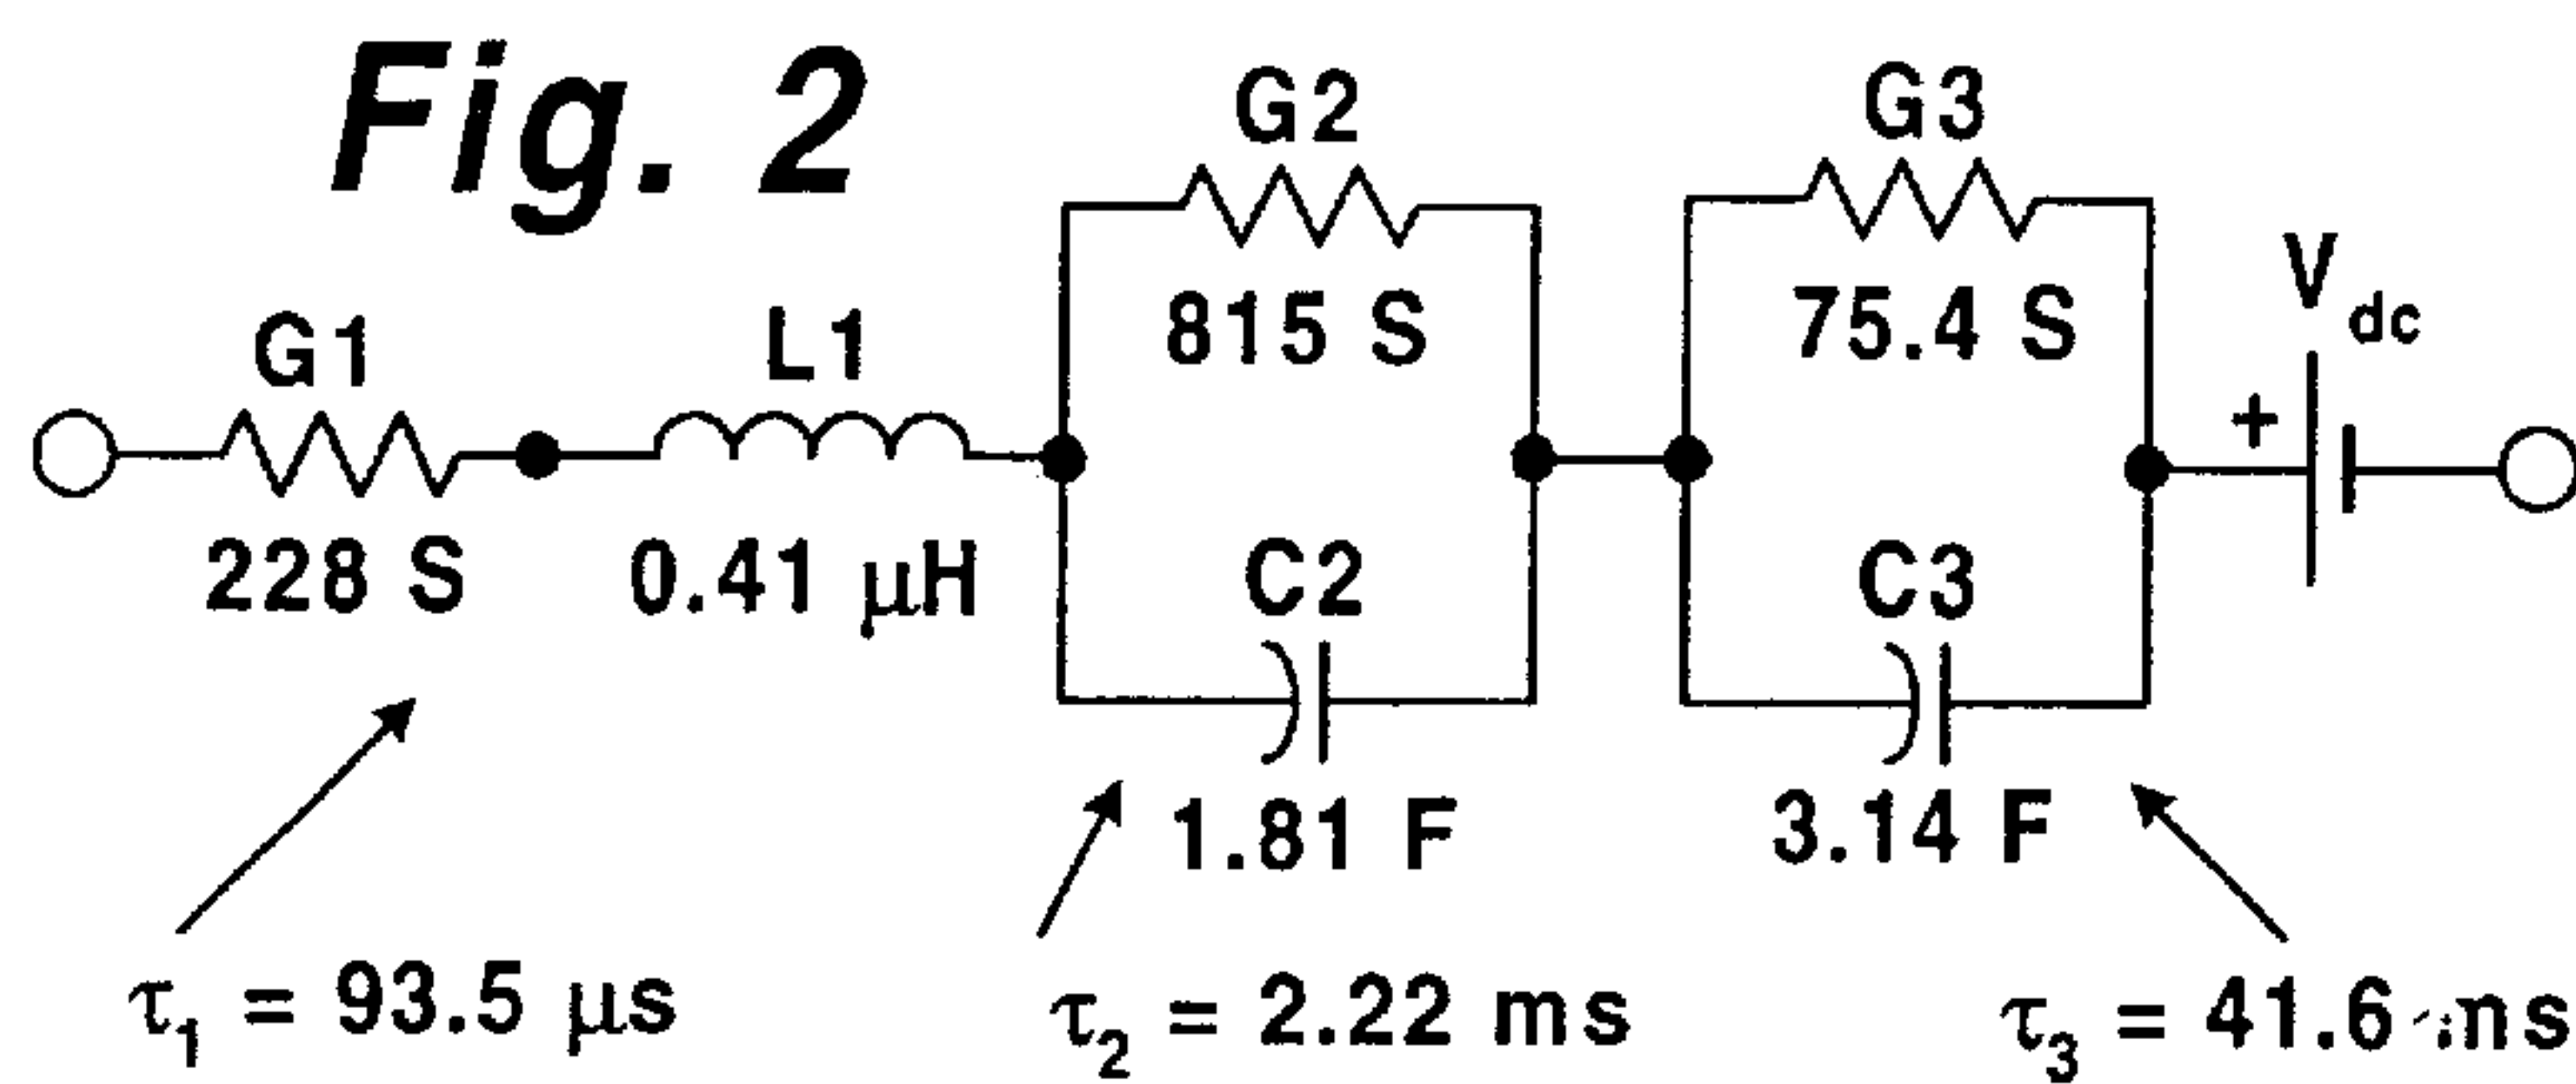 Fig. 2
G1
228 S
L1
0.41 μH
G2
815 S
C2
1.81 F
G3
75.4 S
C3
3.14 F
V dc
+
τ₁ = 93.5 μs
τ₂ = 2.22 ms
τ₃ = 41.6